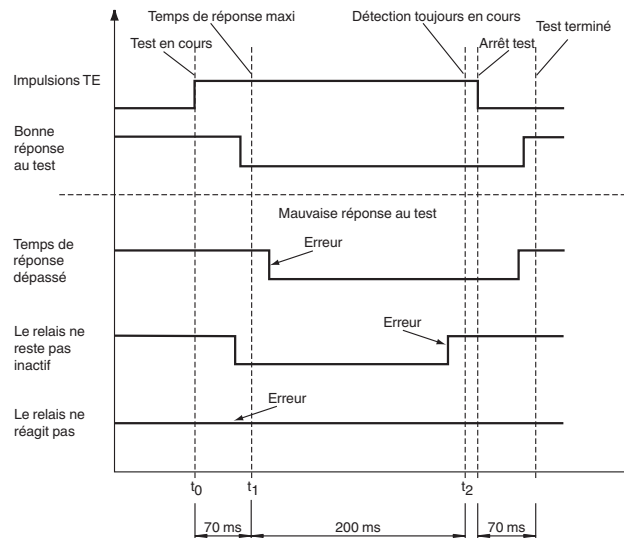 Temps de réponse maxi
Détection toujours en cours
Test terminé
Test en cours
Arrêt test
Impulsions TE
Bonne
réponse
au test
Mauvaise réponse au test
Temps de
réponse
dépassé
Erreur
Le relais ne
reste pas
inactif
Erreur
Le relais ne
réagit pas
Erreur
t0
t1
t2
70 ms
200 ms
70 ms